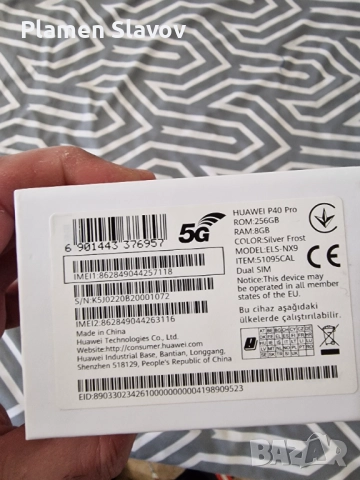 Plamen Slavov
6 901443 376957
5G
HUAWEI P40 Pro
ROM:256GB
RAM:8GB
COLOR:Silver Frost
MODEL:ELS-NX9
ITEM:51095CAL
Dual SIM
Notice:This device may
be operated in all member
states of the EU.
Bu cihaz aşağıdaki
ülkelerde çalıştırılabilir.
CE
IMEI1:862849044257118
S/N:K5J0220B20001072
IMEI2:862849044263116
Made in China
Huawei Technologies Co., Ltd.
Website:http://consumer.huawei.com
Huawei Industrial Base, Bantian, Longgang,
Shenzhen 518129, People's Republic of China
EID:89033023426100000000004198909523
BAZAR